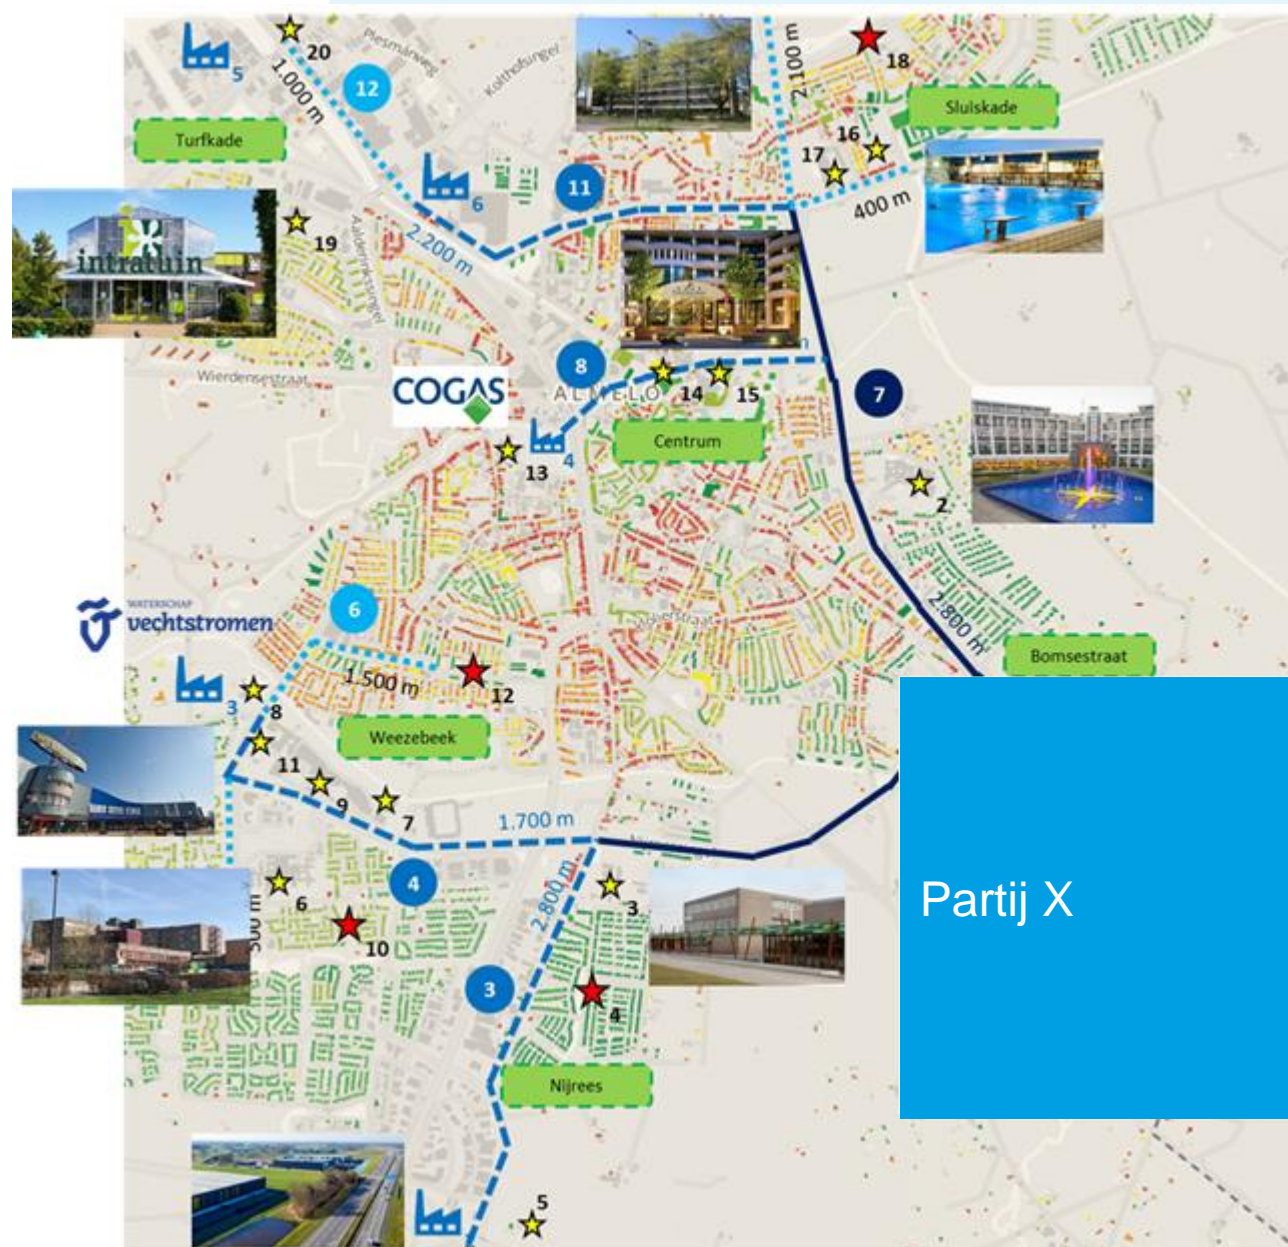 20
5
1.000 m
12
Plesmanweg
Kolthofsingel
2.100 m
18
Sluiskade
Turfkade
16
17
6
11
400 m
19
intratuin
Aalderinksingel
2.200 m
Wierdensestraat
COGAS
8
ALMELO
14
15
7
Centrum
4
13
2
2.800 m
6
WATERSCHAP
vechtstromen
Bornsestraat
1.500 m
12
3
8
Weezebeek
11
9
7
1.700 m
4
2.800 m
3
6
10
500 m
Partij X
3
4
Nijrees
5